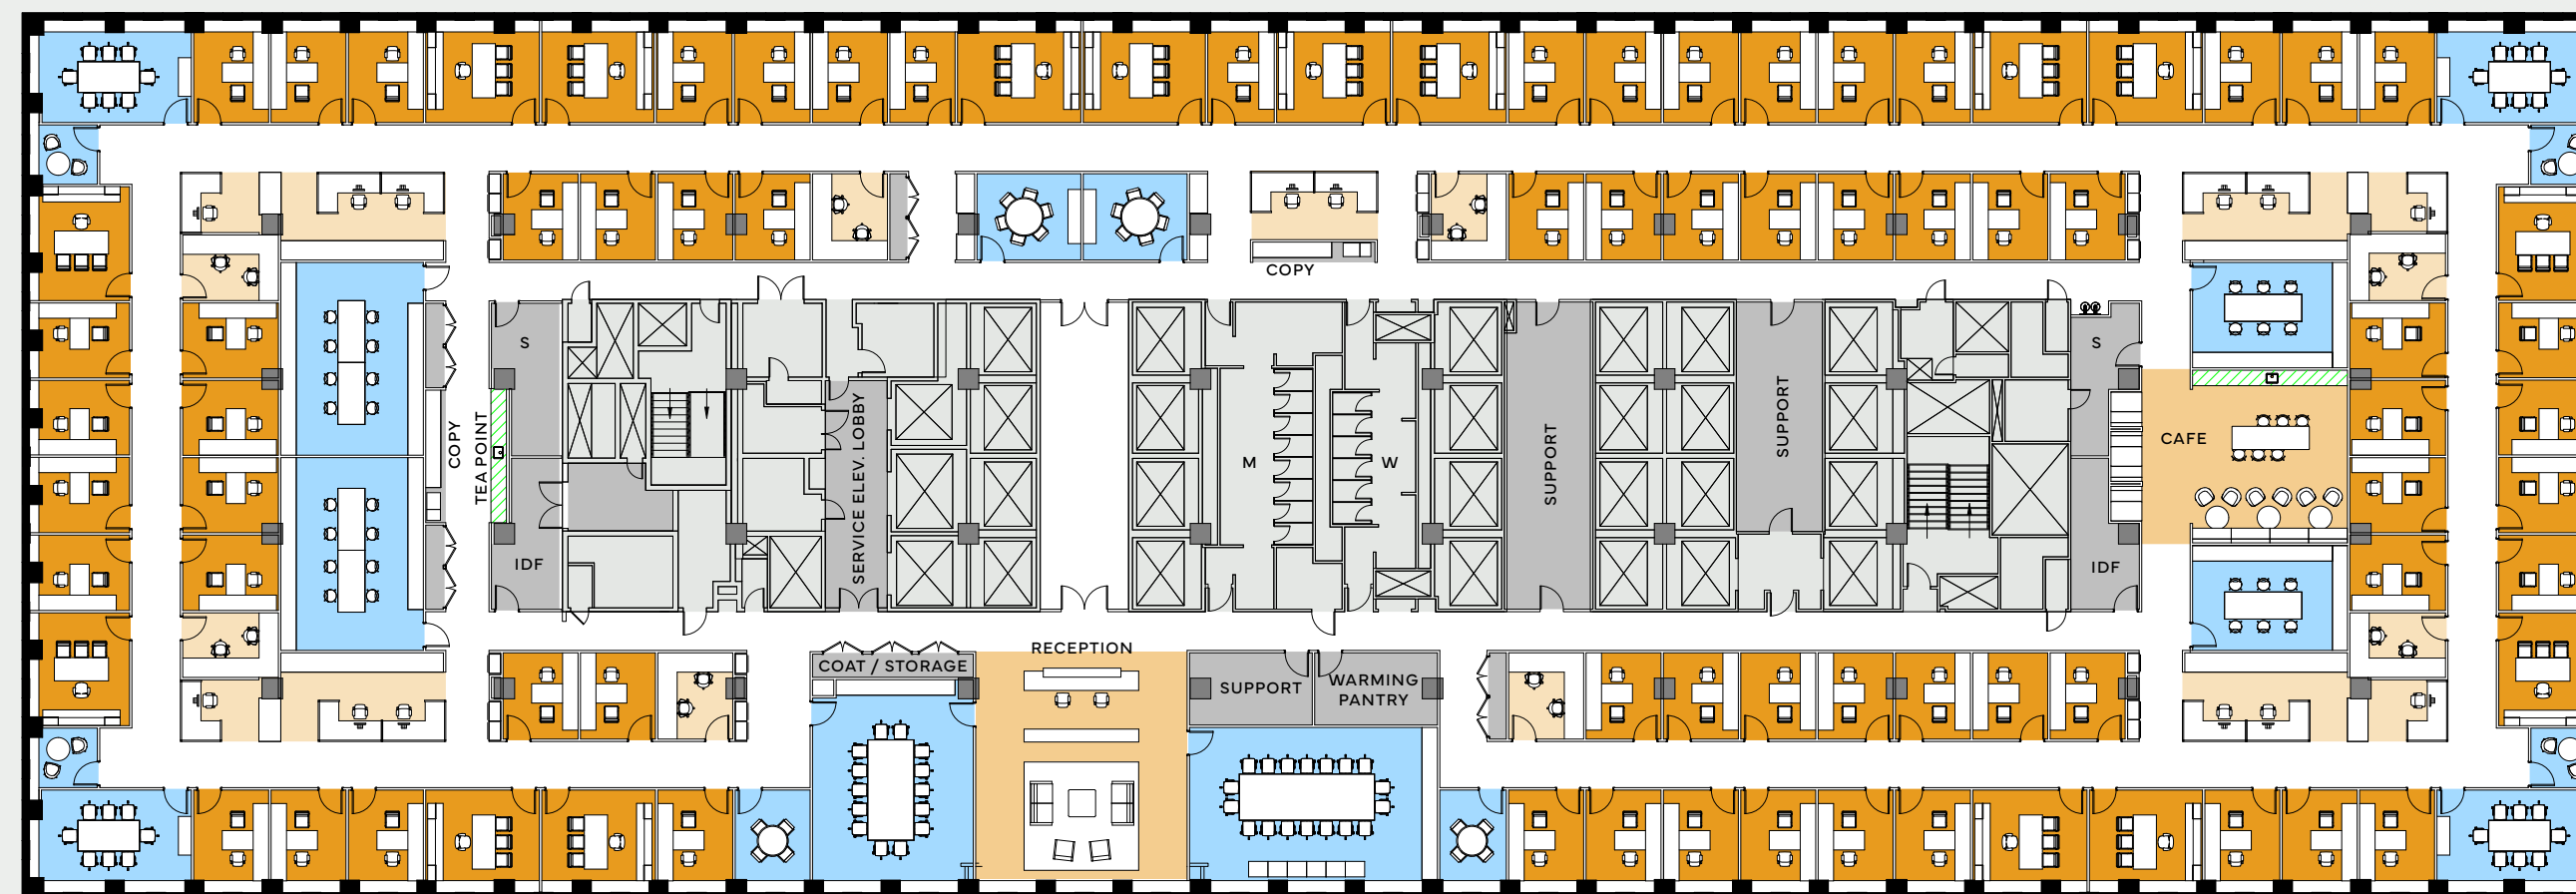 COPY
S
S
COPY
TEA POINT
SERVICE ELEV. LOBBY
M
W
SUPPORT
SUPPORT
CAFE
IDF
IDF
RECEPTION
COAT / STORAGE
SUPPORT
WARMING
PANTRY